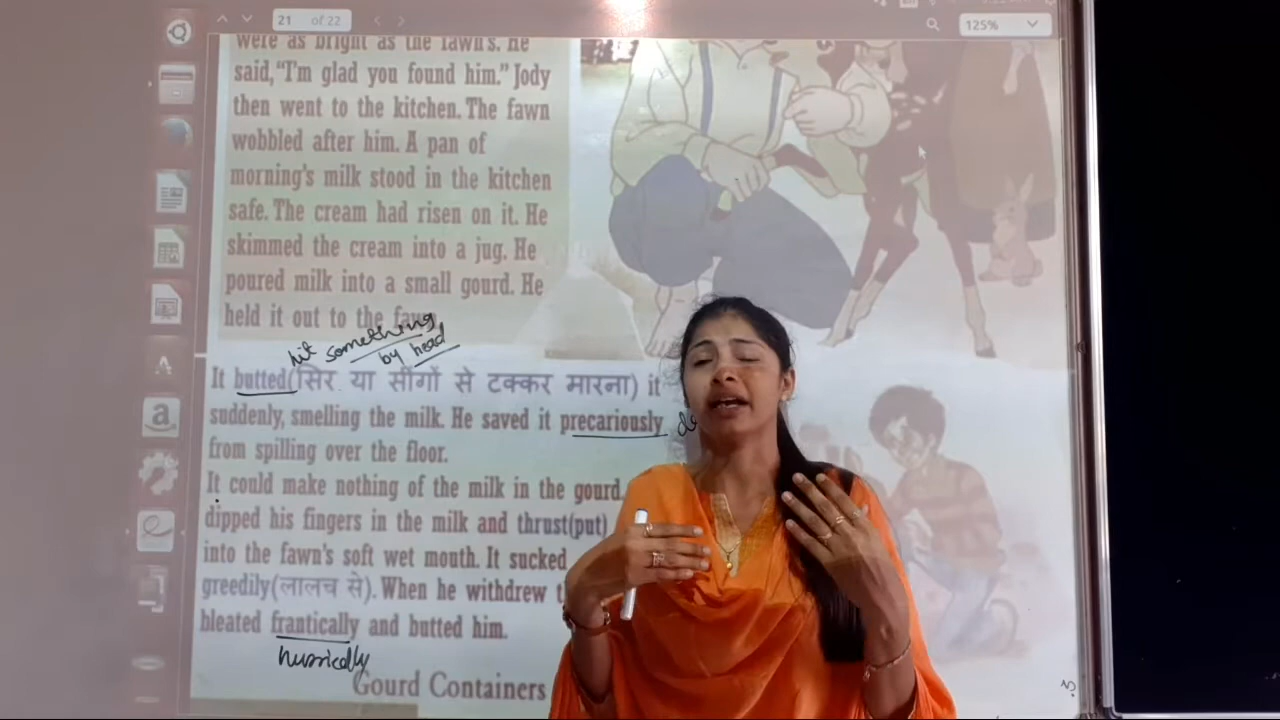 21 of 22
125%
were as bright as the fawn's. He
said, "I'm glad you found him." Jody
then went to the kitchen. The fawn
wobbled after him. A pan of
morning's milk stood in the kitchen
safe. The cream had risen on it. He
skimmed the cream into a jug. He
poured milk into a small gourd. He
held it out to the
hit something
by head
It butted(सिर या सींगों से टक्कर मारना) it
suddenly, smelling the milk. He saved it precariously
from spilling over the floor.
It could make nothing of the milk in the gourd.
dipped his fingers in the milk and thrust(put)
into the fawn's soft wet mouth. It sucked
greedily(लालच से). When he withdrew
bleated frantically and butted him.
hurriedly
Gourd Containers